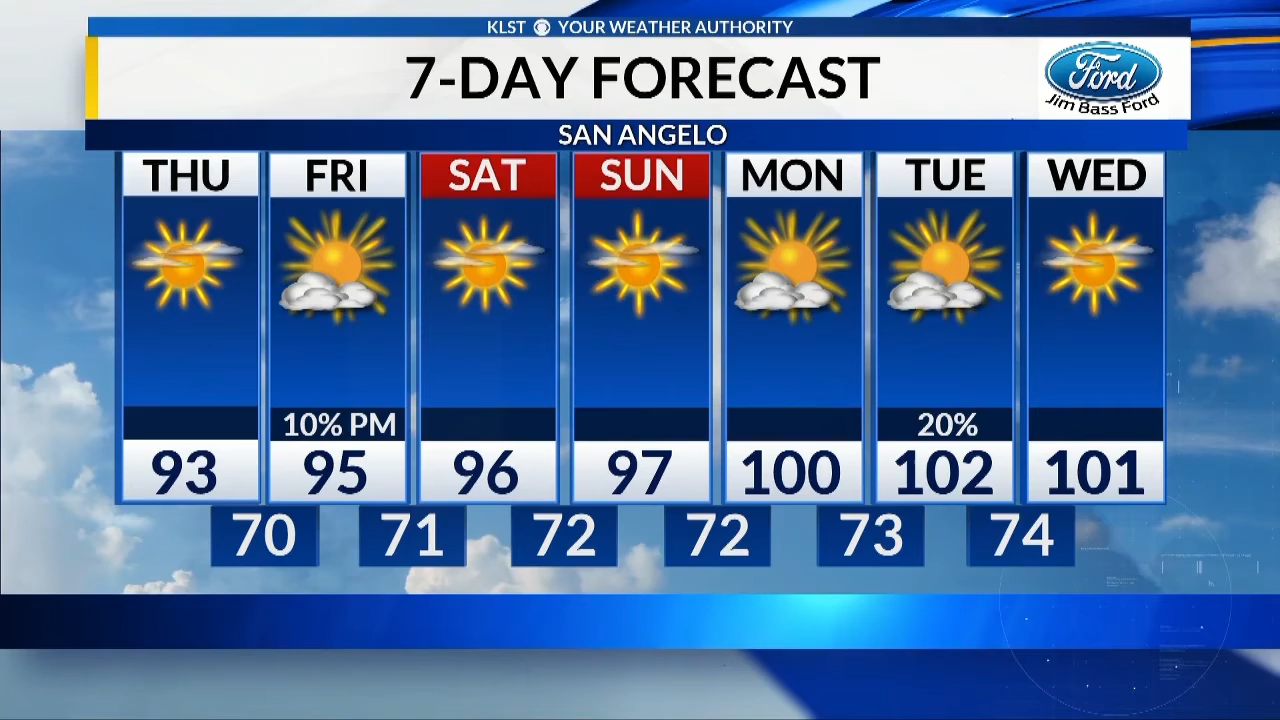 KLST YOUR WEATHER AUTHORITY
7-DAY FORECAST
Ford
Jim Bass Ford
SAN ANGELO
THU FRI SAT SUN MON TUE WED
10% PM 20%
93 95 96 97 100 102 101
70 71 72 72 73 74